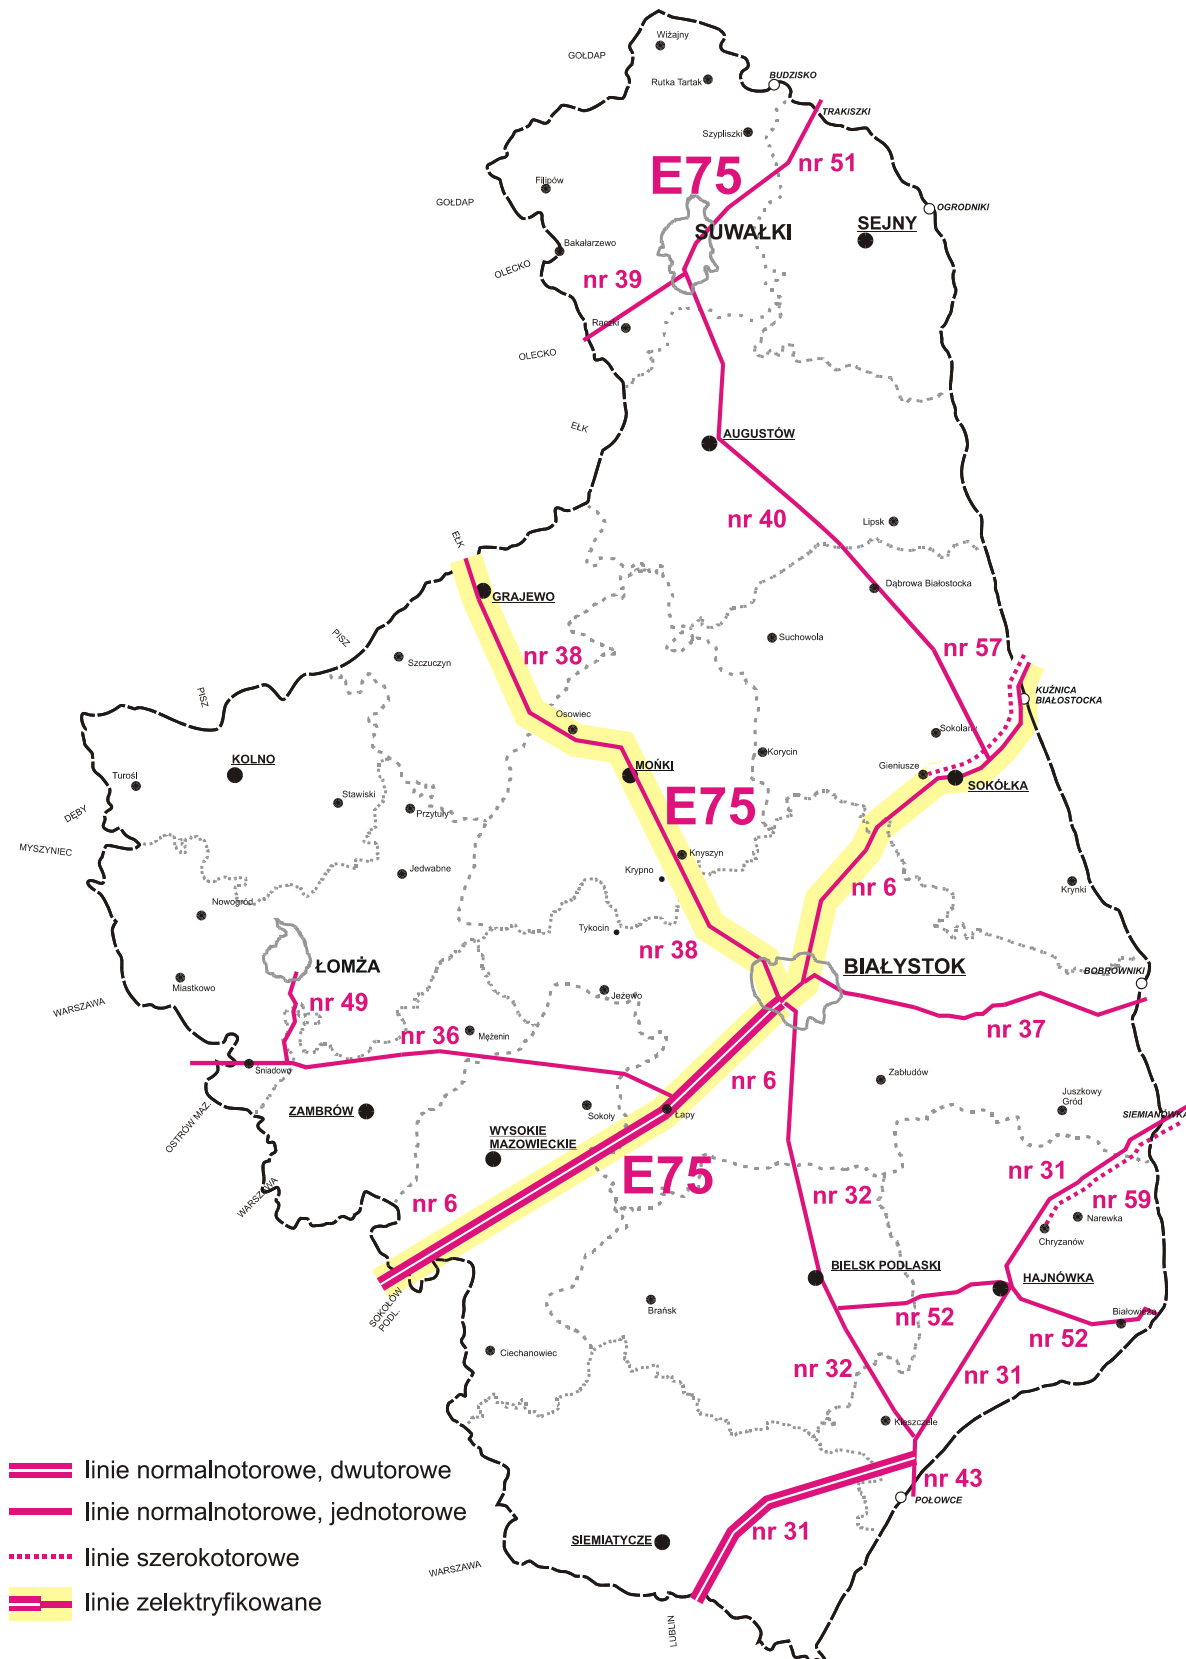 Wiżajny
GOŁDAP
Rutka Tartak
BUDZISKO
TRAKISZKI
Szypliszki
E75
nr 51
Filipów
GOŁDAP
OGRODNIKI
SEJNY
SUWAŁKI
Bakałarzewo
OLECKO
nr 39
Raczki
OLECKO
EŁK
AUGUSTÓW
nr 40
Lipsk
EŁK
GRAJEWO
Dąbrowa Białostocka
PISZ
Suchowola
nr 38
nr 57
Szczuczyn
PISZ
KUŹNICA
BIAŁOSTOCKA
Osowiec
Sokolany
KOLNO
MOŃKI
Korycin
Gieniusze
Turośl
SOKÓŁKA
Stawiski
Przytuły
E75
DĘBY
MYSZYNIEC
Knyszyn
Jedwabne
Krypno
nr 6
Krynki
Nowogród
Tykocin
nr 38
ŁOMŻA
BIAŁYSTOK
BOBROWNIKI
Miastkowo
Jeżewo
WARSZAWA
nr 49
nr 36
Mężenin
nr 37
Śniadowo
nr 6
Zabłudów
Juszkowy
Gród
ZAMBRÓW
Sokoły
Łapy
SIEMIANÓWKA
OSTRÓW MAZ.
WYSOKIE
MAZOWIECKIE
E75
nr 31
WARSZAWA
nr 6
nr 32
nr 59
Narewka
Chryzanów
BIELSK PODLASKI
HAJNÓWKA
SOKOŁÓW
PODL.
Brańsk
nr 52
Białowieża
nr 52
Ciechanowiec
nr 32
nr 31
Kleszczele
linie normalnotorowe, dwutorowe
nr 43
linie normalnotorowe, jednotorowe
POŁOWCE
nr 31
SIEMIATYCZE
linie szerokotorowe
WARSZAWA
linie zelektryfikowane
LUBLIN